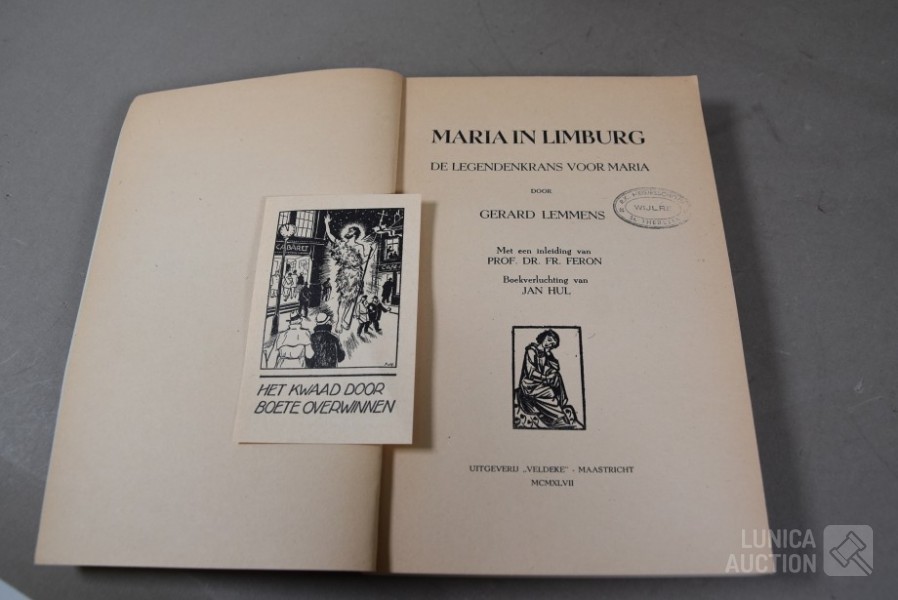 CABARET
HET KWAAD DOOR
BOETE OVERWINNEN
MARIA IN LIMBURG
DE LEGENDENKRANS VOOR MARIA
DOOR
GERARD LEMMENS
WIJLRE
Met een inleiding van
PROF. DR. FR. FERON
Boekverluchting van
JAN HUL
UITGEVERIJ „VELDEKE" - MAASTRICHT
MCMXLVII
LUNICA
AUCTION